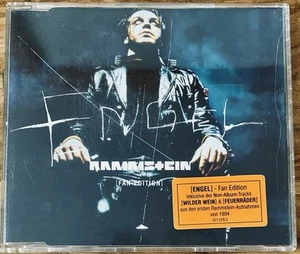 ENGEL
RAMMSTEIN
[FAN EDITION]
[ENGEL] - Fan Edition
inklusive der Non-Album-Tracks
[WILDER WEIN] & [FEUERRÄDER]
aus den ersten Rammstein-Aufnahmen
von 1994